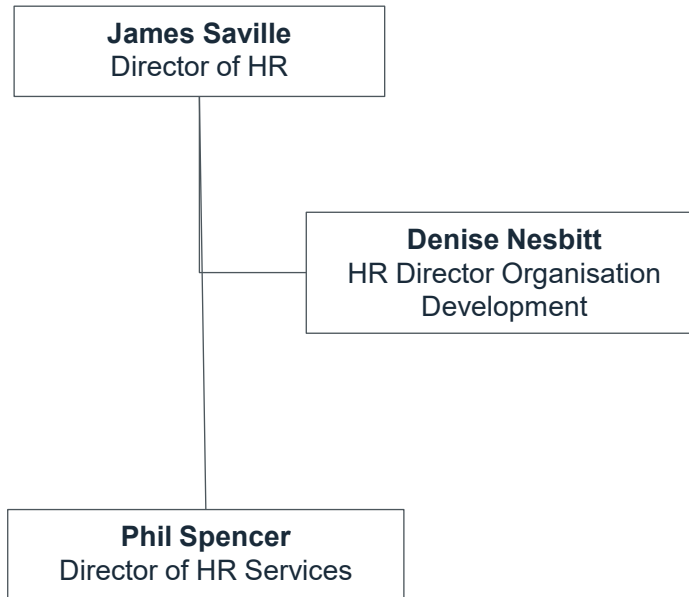 James Saville
Director of HR
Denise Nesbitt
HR Director Organisation
Development
Phil Spencer
Director of HR Services